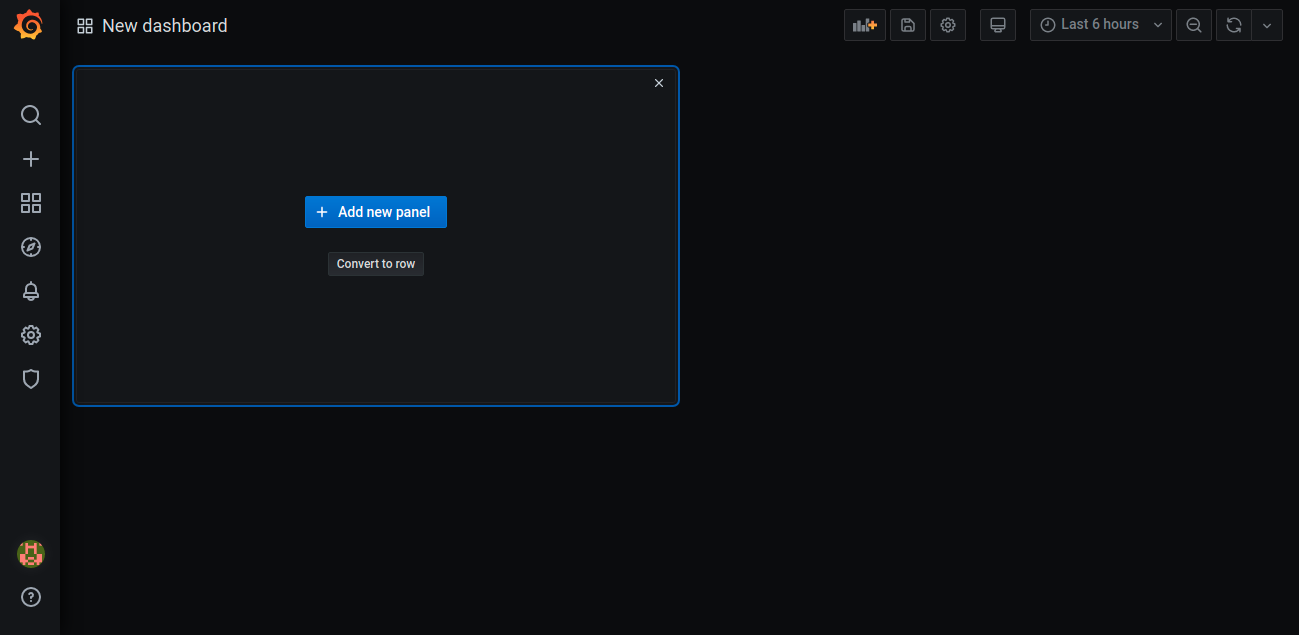 New dashboard
Last 6 hours
Add new panel
Convert to row